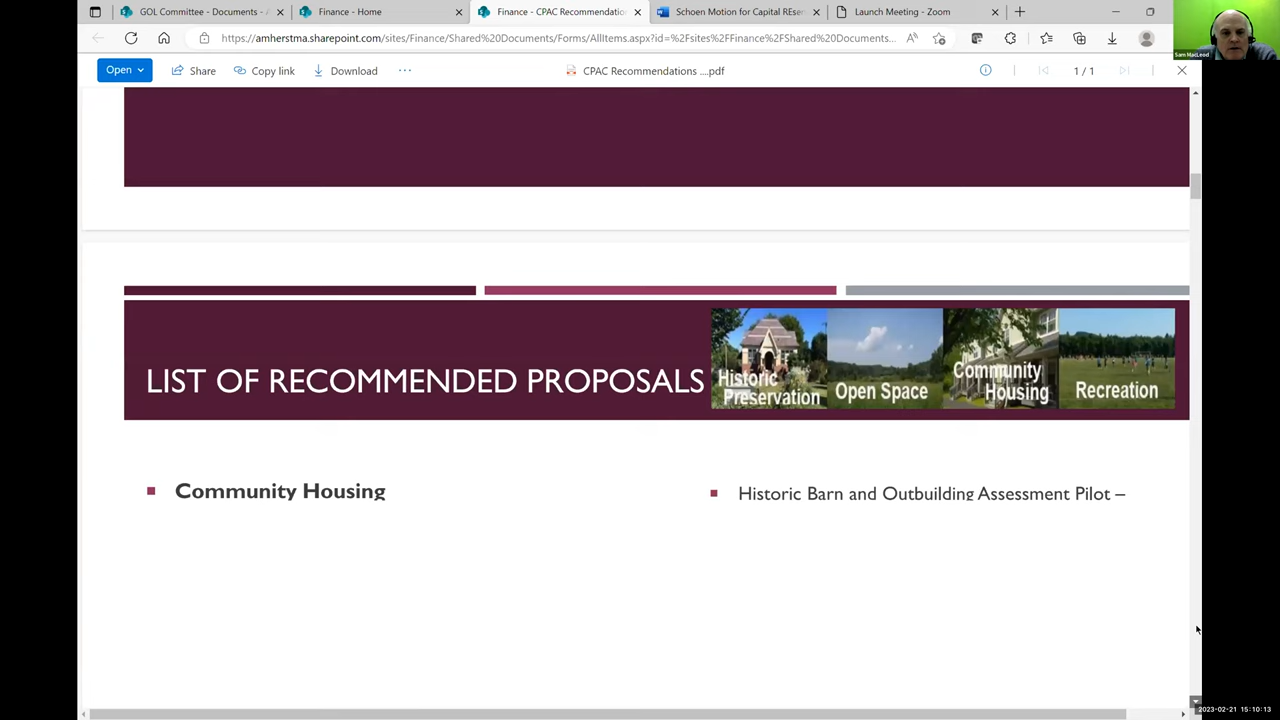 GOL Committee - Documents - A
Finance - Home
Finance - CPAC Recommendatio
Schoen Motion for Capital REser
Launch Meeting - Zoom
https://amherstma.sharepoint.com/sites/Finance/Shared%20Documents/Forms/AllItems.aspx?id=%2Fsites%2FFinance%2FShared%20Documents...
Open
Share
Copy link
Download
CPAC Recommendations ....pdf
1 / 1
Sam MacLeod
LIST OF RECOMMENDED PROPOSALS
Historic Preservation
Open Space
Community Housing
Recreation
Community Housing
Historic Barn and Outbuilding Assessment Pilot –
2023-02-21 15:10:13